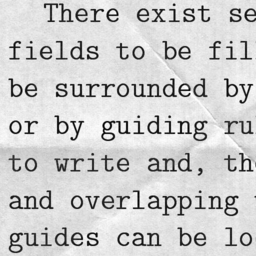 There exist se
fields to be fil
be surrounded by
or by guiding ru
to write and, th
and overlapping
guides can be lo